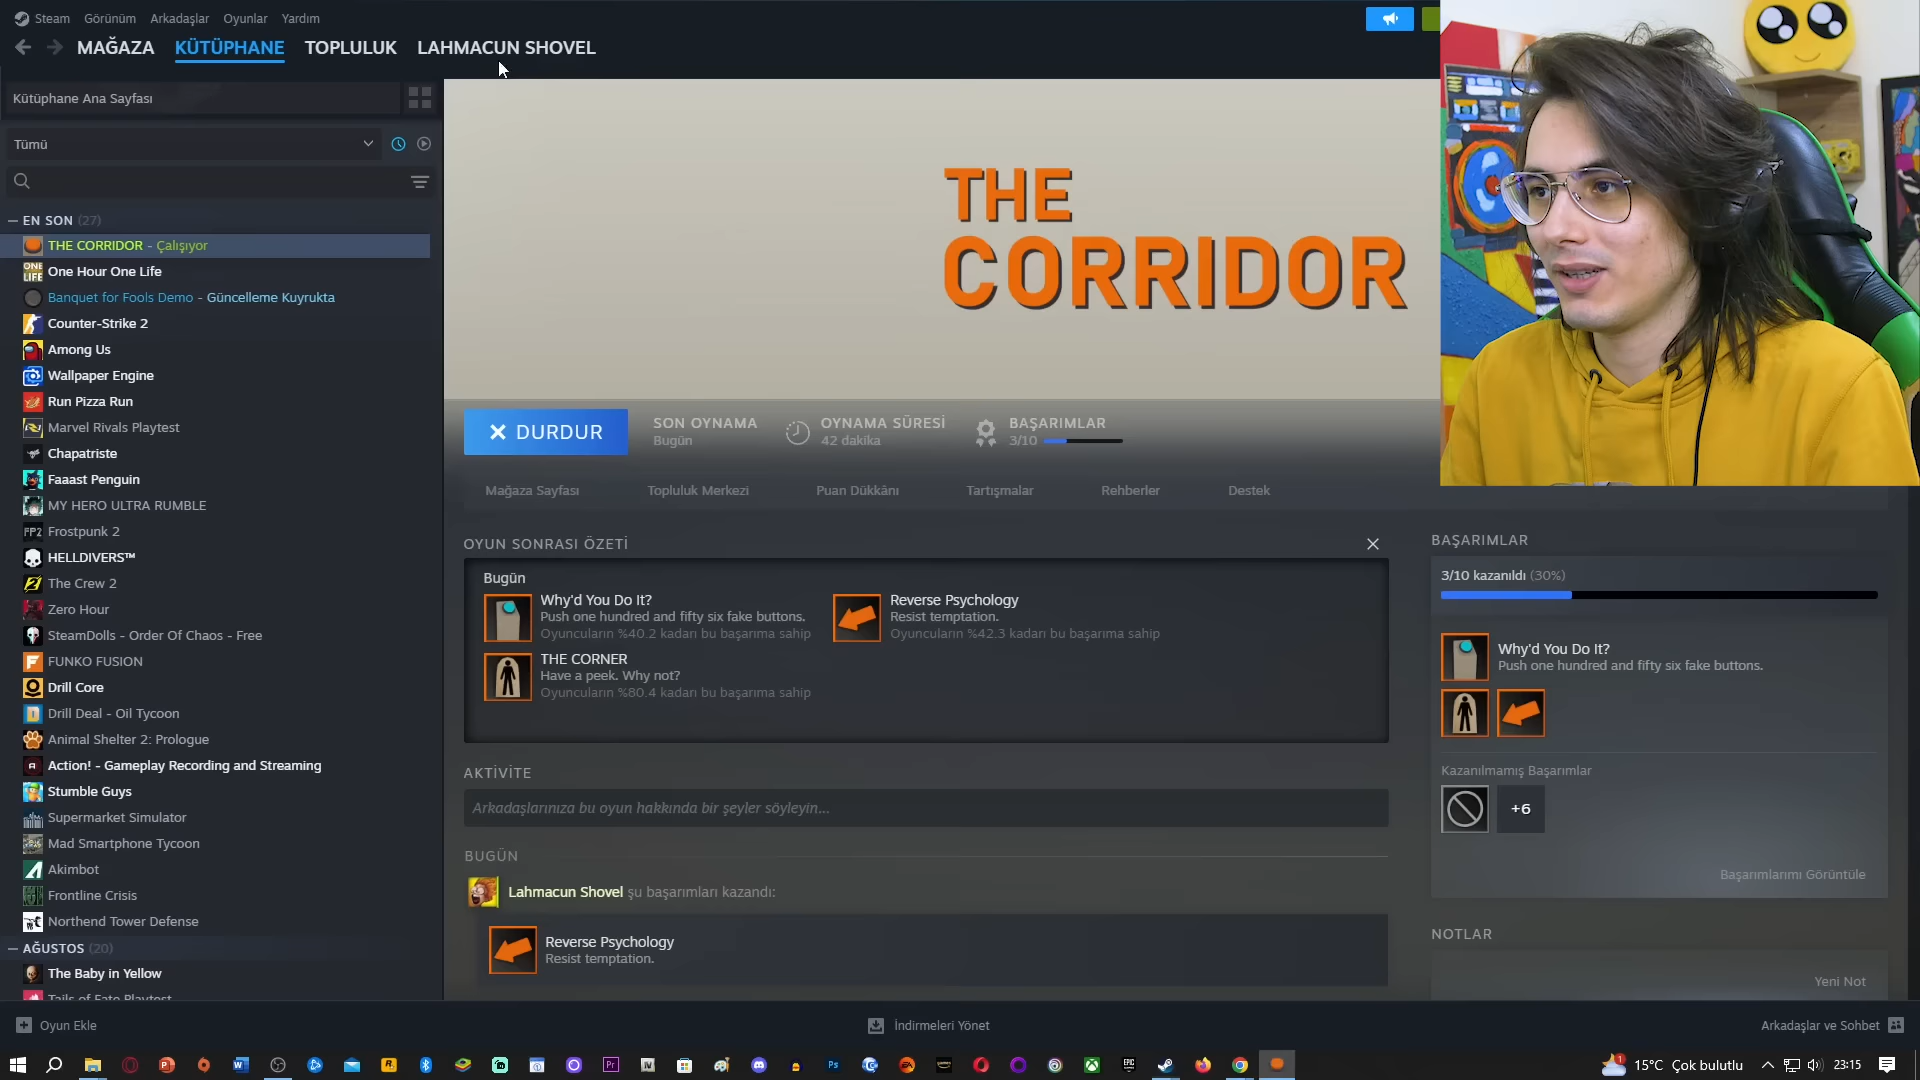 Steam Görünüm Arkadaşlar Oyunlar Yardım
MAĞAZA KÜTÜPHANE TOPLULUK LAHMACUN SHOVEL
Kütüphane Ana Sayfası
Tümü
EN SON (27)
THE CORRIDOR - Çalışıyor
One Hour One Life
Banquet for Fools Demo - Güncelleme Kuyrukta
Counter-Strike 2
Among Us
Wallpaper Engine
Run Pizza Run
Marvel Rivals Playtest
Chapatriste
Faaast Penguin
MY HERO ULTRA RUMBLE
Frostpunk 2
HELLDIVERS™
The Crew 2
Zero Hour
SteamDolls - Order Of Chaos - Free
FUNKO FUSION
Drill Core
Drill Deal - Oil Tycoon
Animal Shelter 2: Prologue
Action! - Gameplay Recording and Streaming
Stumble Guys
Supermarket Simulator
Mad Smartphone Tycoon
Akimbot
Frontline Crisis
Northend Tower Defense
AĞUSTOS (20)
The Baby in Yellow
Tails of Fate Playtest
Oyun Ekle
THE
CORRIDOR
DURDUR
SON OYNAMA
Bugün
OYNAMA SÜRESİ
42 dakika
BAŞARIMLAR
3/10
Mağaza Sayfası Topluluk Merkezi Puan Dükkânı Tartışmalar Rehberler Destek
OYUN SONRASI ÖZETİ
Bugün
Why'd You Do It?
Push one hundred and fifty six fake buttons.
Oyuncuların %40.2 kadarı bu başarıma sahip
Reverse Psychology
Resist temptation.
Oyuncuların %42.3 kadarı bu başarıma sahip
THE CORNER
Have a peek. Why not?
Oyuncuların %80.4 kadarı bu başarıma sahip
AKTİVİTE
Arkadaşlarınıza bu oyun hakkında bir şeyler söyleyin...
BUGÜN
Lahmacun Shovel şu başarımları kazandı:
Reverse Psychology
Resist temptation.
BAŞARIMLAR
3/10 kazanıldı (30%)
Why'd You Do It?
Push one hundred and fifty six fake buttons.
Kazanılmamış Başarımlar
+6
Başarımlarımı Görüntüle
NOTLAR
Yeni Not
İndirmeleri Yönet
Arkadaşlar ve Sohbet
15°C Çok bulutlu
23:15